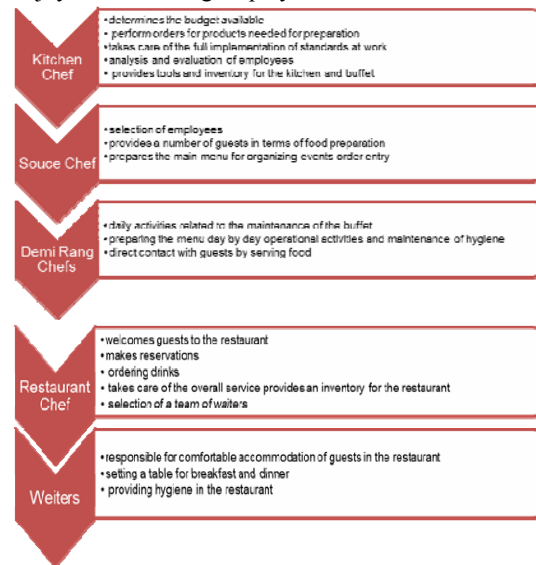 Kitchen
Chef
•determines the budget available
• perform orders for products needed for preparation
•takes care of the full implementation of standards at work
•analysis and evaluation of employees
• provides tools and inventory for the kitchen and buffet
Souce Chef
•selection of employees
•provides a number of guests in terms of food preparation
•prepares the main menu for organizing events order entry
Demi Rang
Chefs
•daily activities related to the maintenance of the buffet
•preparing the menu day by day operational activities and maintenance of hygiene
•direct contact with guests by serving food
Restaurant
Chef
•welcomes guests to the restaurant
•makes reservations
• ordering drinks
• takes care of the overall service provides an inventory for the restaurant
• selection of a team of waiters
Weiters
•responsible for comfortable accommodation of guests in the restaurant
•setting a table for breakfast and dinner
• providing hygiene in the restaurant